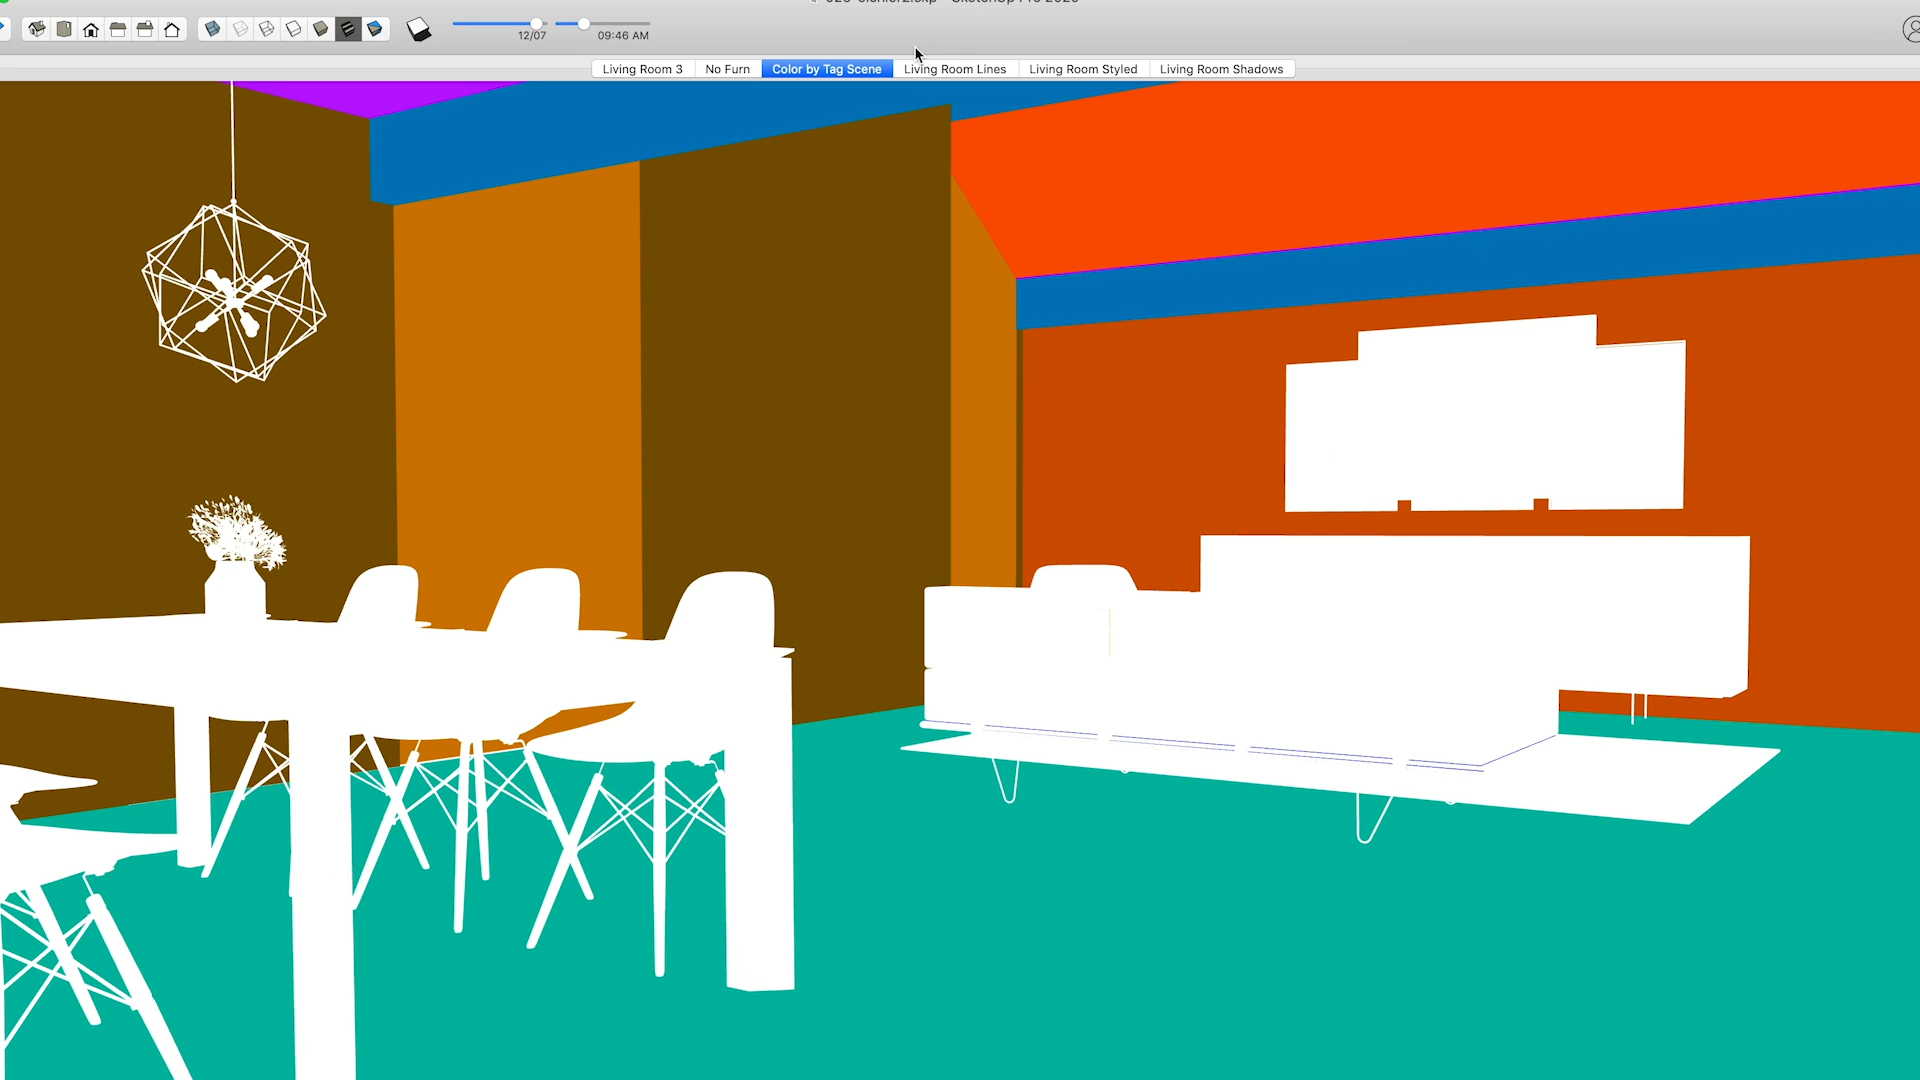 12/07
09:46 AM
Living Room 3
No Furn
Color by Tag Scene
Living Room Lines
Living Room Styled
Living Room Shadows